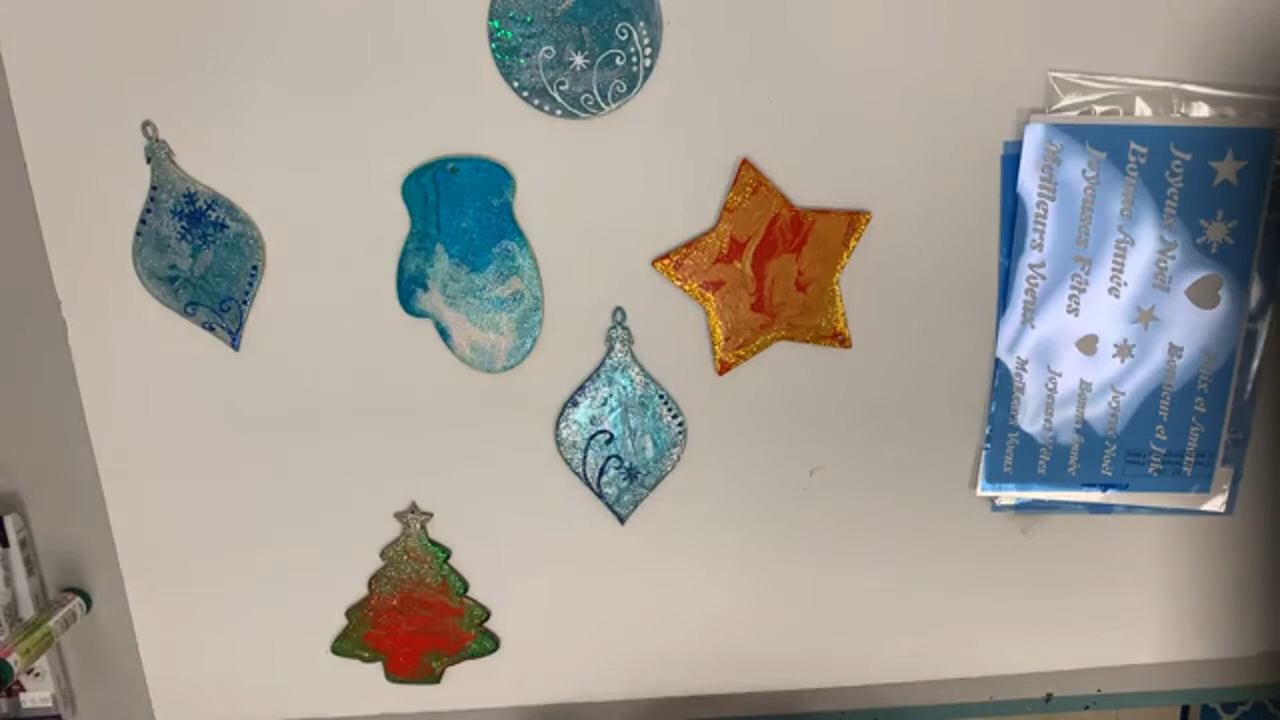 Joyeux Noël
Bonne Année
Joyeuses Fêtes
Meilleurs Voeux
Paix et Amour
Bonheur et Joie
Joyeux Noël
Bonne Année
Joyeuses Fêtes
Meilleurs Voeux